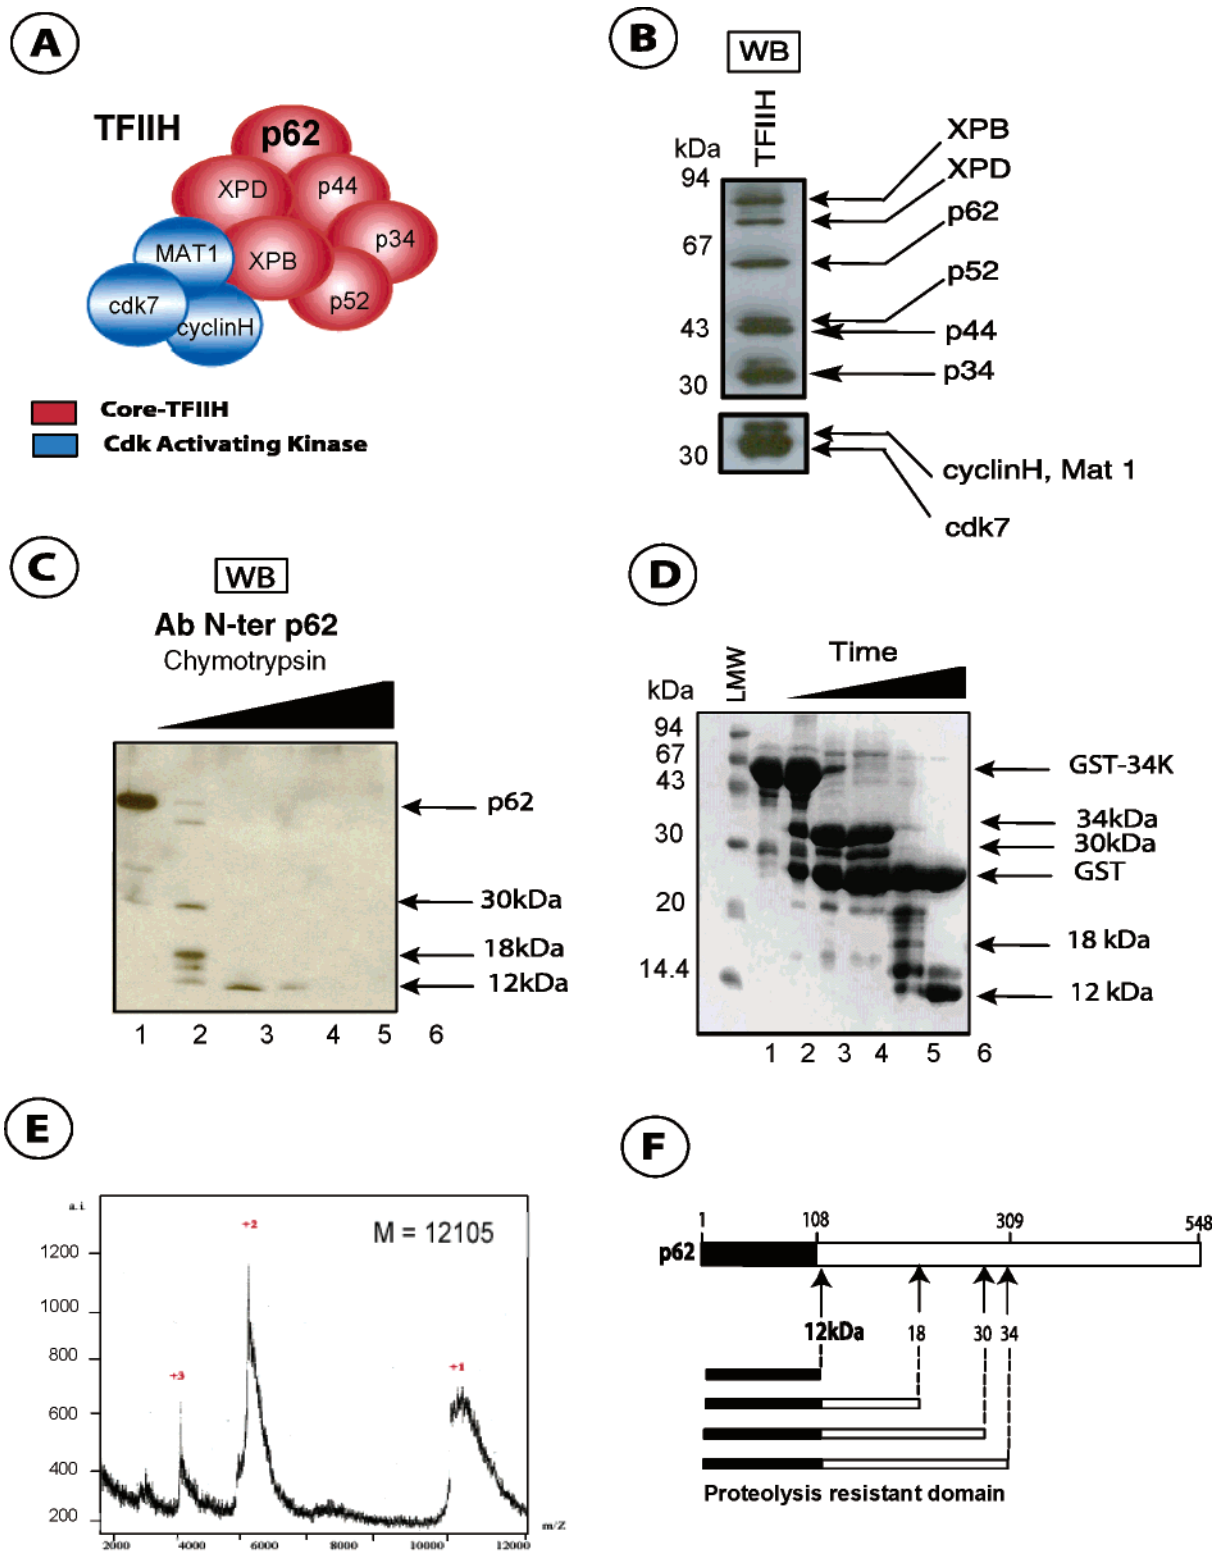 A
TFIIH
p62
XPD
p44
MAT1
XPB
p34
cdk7
cyclinH
p52
Core-TFIIH
Cdk Activating Kinase
B
WB
TFIIH
kDa
94
67
43
30
30
XPB
XPD
p62
p52
p44
p34
cyclinH, Mat 1
cdk7
C
WB
Ab N-ter p62
Chymotrypsin
p62
30kDa
18kDa
12kDa
1 2 3 4 5 6
D
LMW
Time
kDa
94
67
43
30
20
14.4
GST-34K
34kDa
30kDa
GST
18 kDa
12 kDa
1 2 3 4 5 6
E
a.i.
M = 12105
+3
+2
+1
1200
1000
800
600
400
200
2000 4000 6000 8000 10000 12000
m/Z
F
1 108 309 548
p62
12kDa 18 30 34
Proteolysis resistant domain